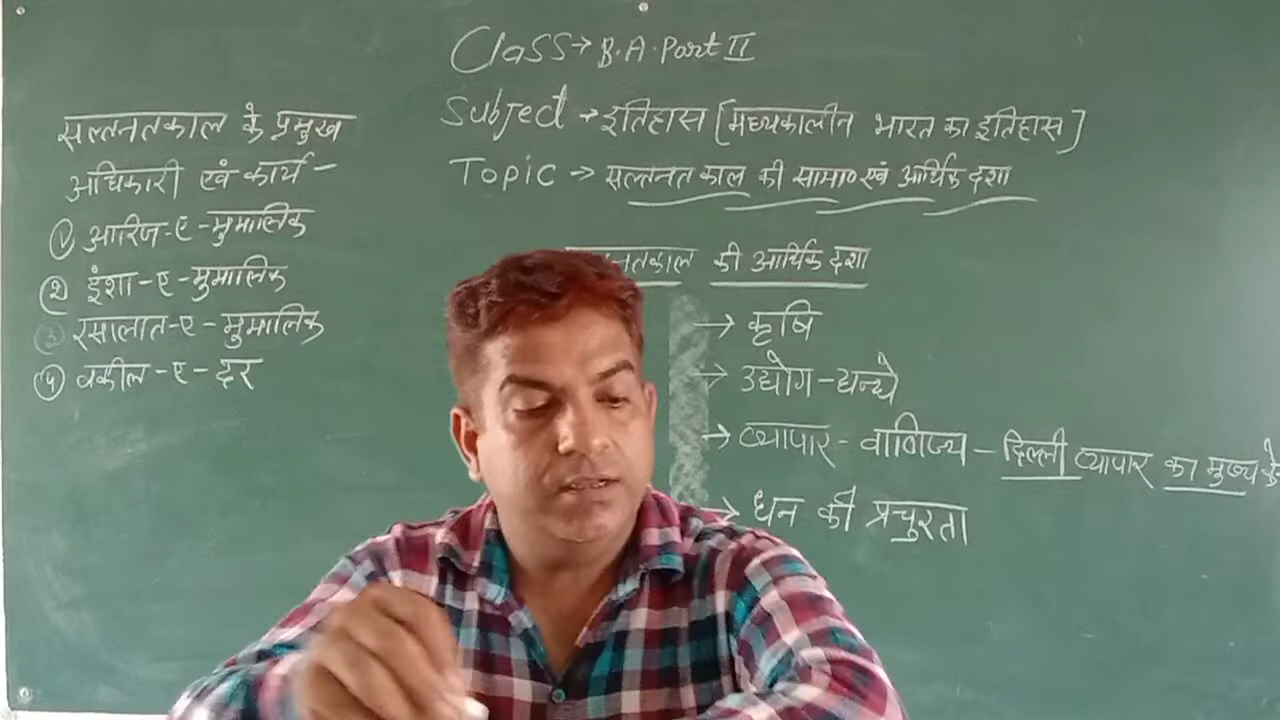 Class → B.A. Part II
Subject → इतिहास [मध्यकालीन भारत का इतिहास]
Topic → सल्तनत काल की सामा० एवं आर्थिक दशा
सल्तनतकाल के प्रमुख
अधिकारी एवं कार्य –
① आरिज-ए-मुमालिक
② इंशा-ए-मुमालिक
③ रसालात-ए-मुमालिक
④ वकील-ए-दर
की आर्थिक दशा
→ कृषि
→ उद्योग-धन्धे
→ व्यापार - वाणिज्य - दिल्ली व्यापार का मुख्य
→ धन की प्रचुरता